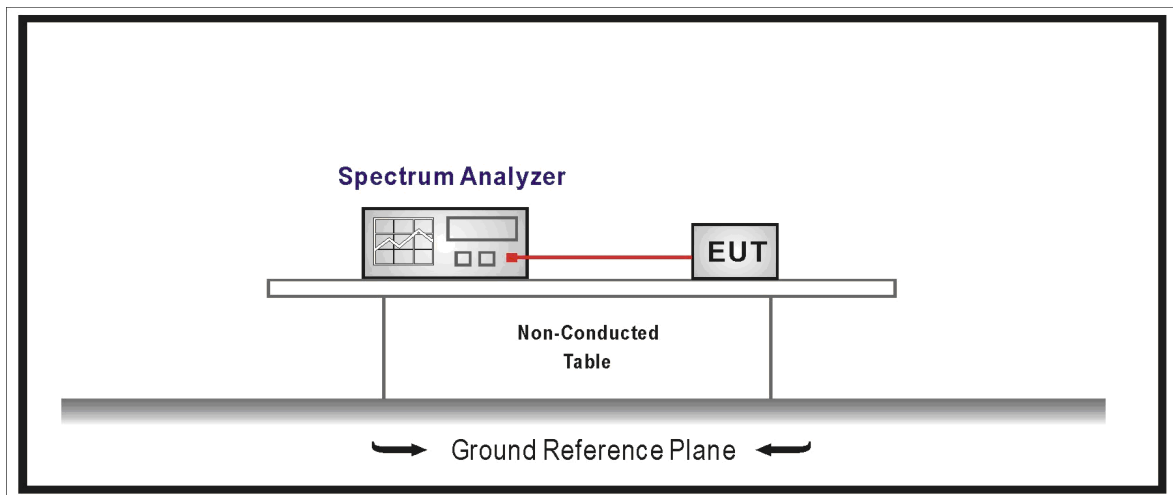 Spectrum Analyzer
EUT
Non-Conducted
Table
Ground Reference Plane